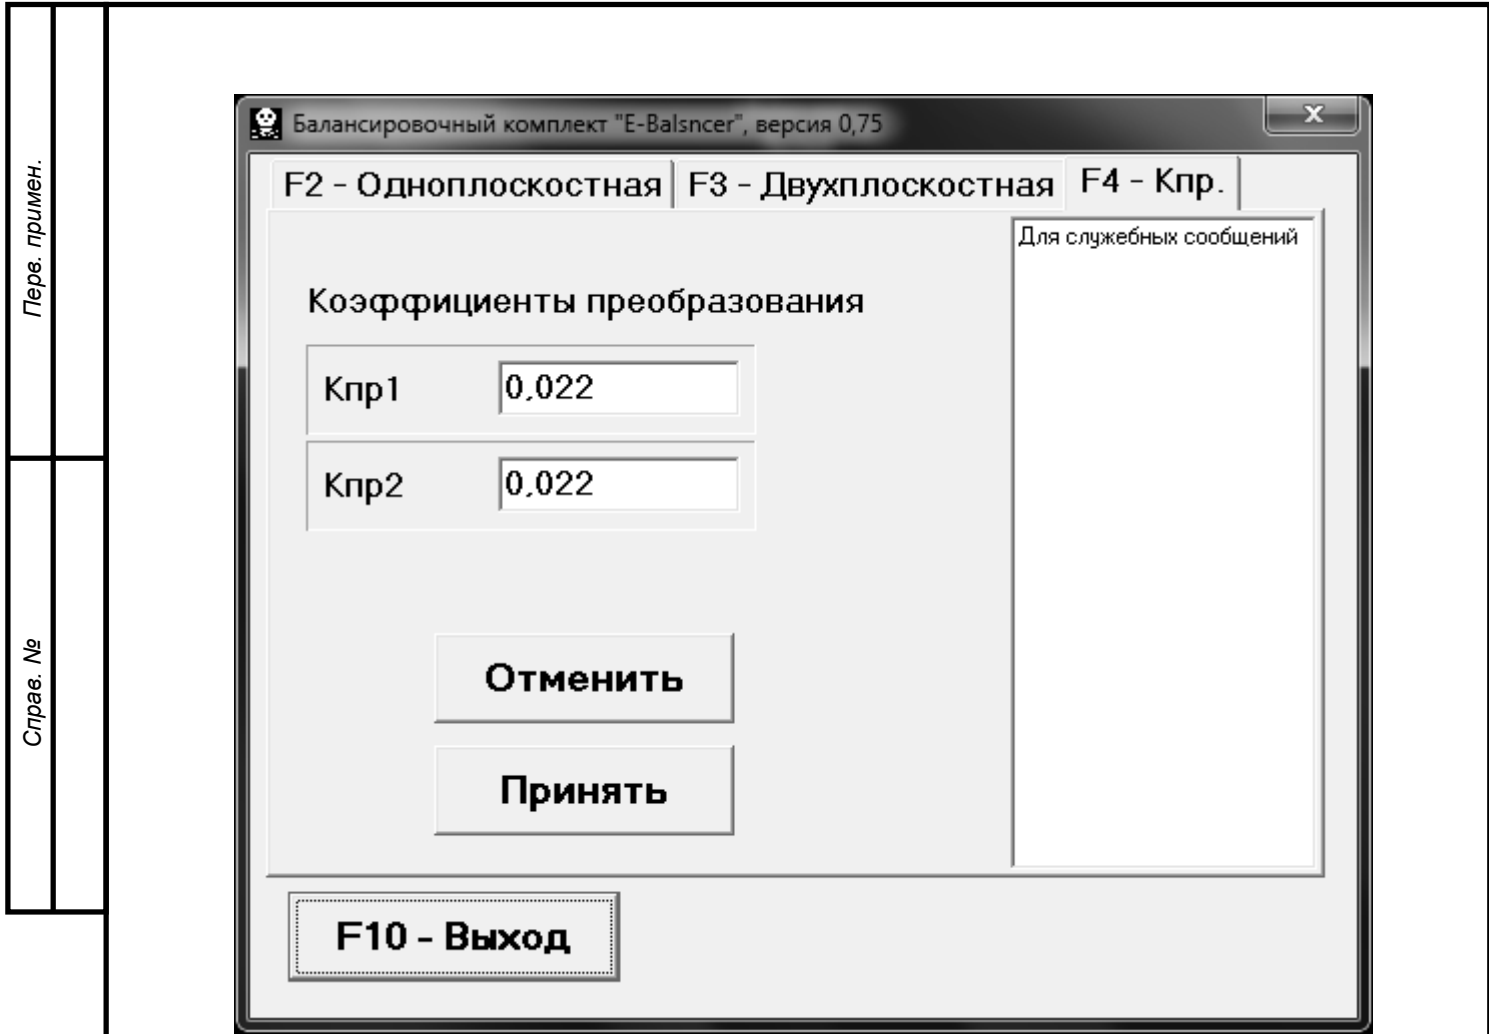 Перв. примен.
Справ. №
Балансировочный комплект "E-Balsncer", версия 0,75
x
F2 - Одноплоскостная
F3 - Двухплоскостная
F4 - Кпр.
Для служебных сообщений
Коэффициенты преобразования
Кпр1 0,022
Кпр2 0,022
Отменить
Принять
F10 - Выход